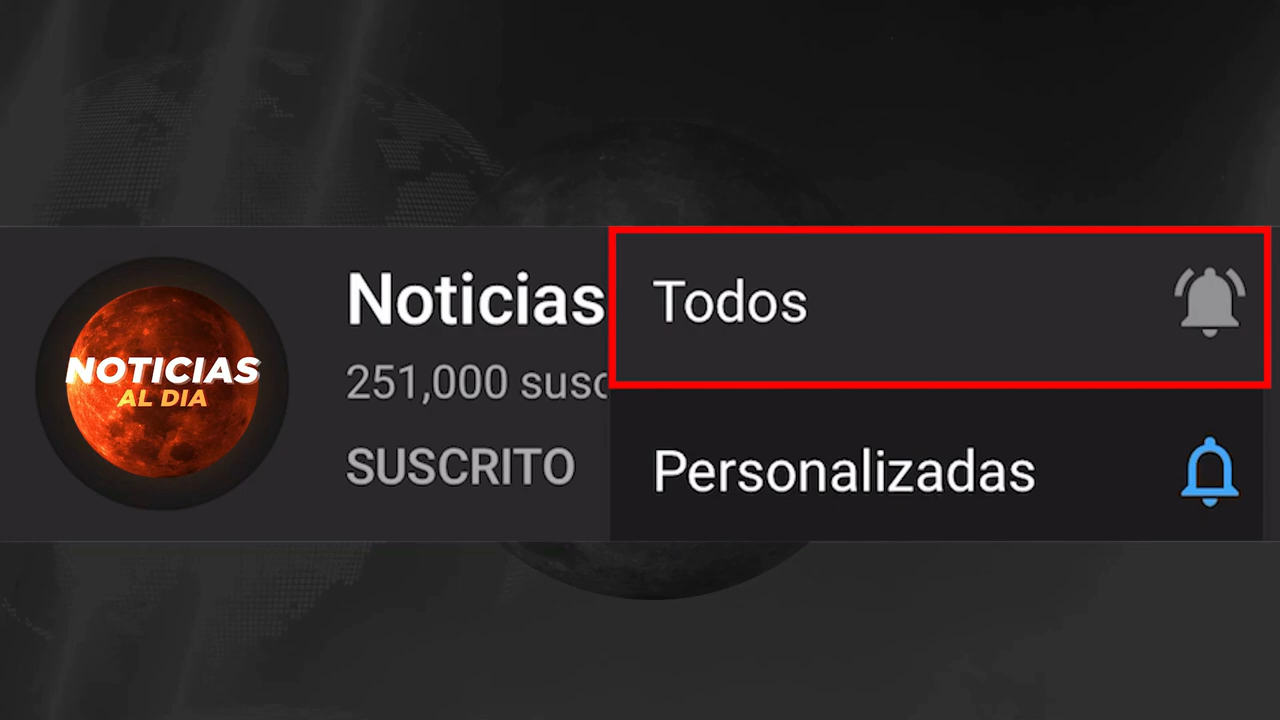 NOTICIAS
AL DIA
Noticias
251,000 susc
SUSCRITO
Todos
Personalizadas